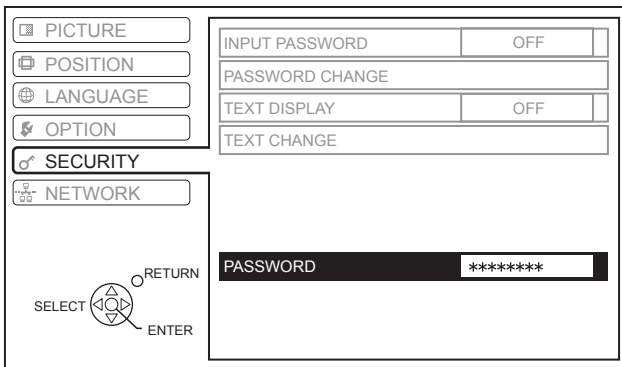 PICTURE
POSITION
LANGUAGE
OPTION
SECURITY
NETWORK
INPUT PASSWORD OFF
PASSWORD CHANGE
TEXT DISPLAY OFF
TEXT CHANGE
PASSWORD ********
RETURN
SELECT
ENTER